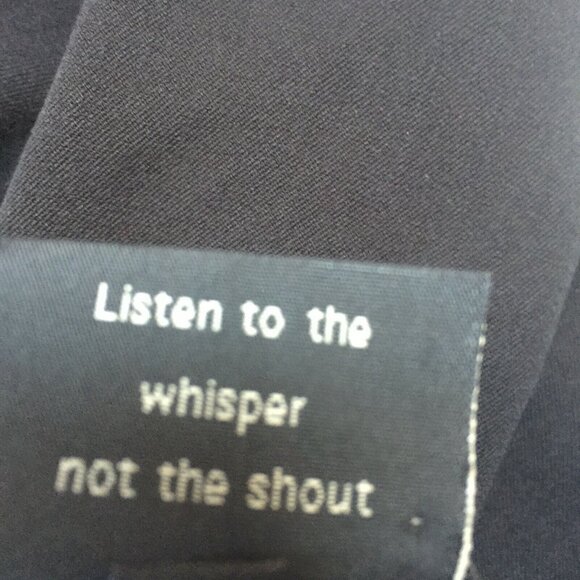 Listen to the
whisper
not the shout